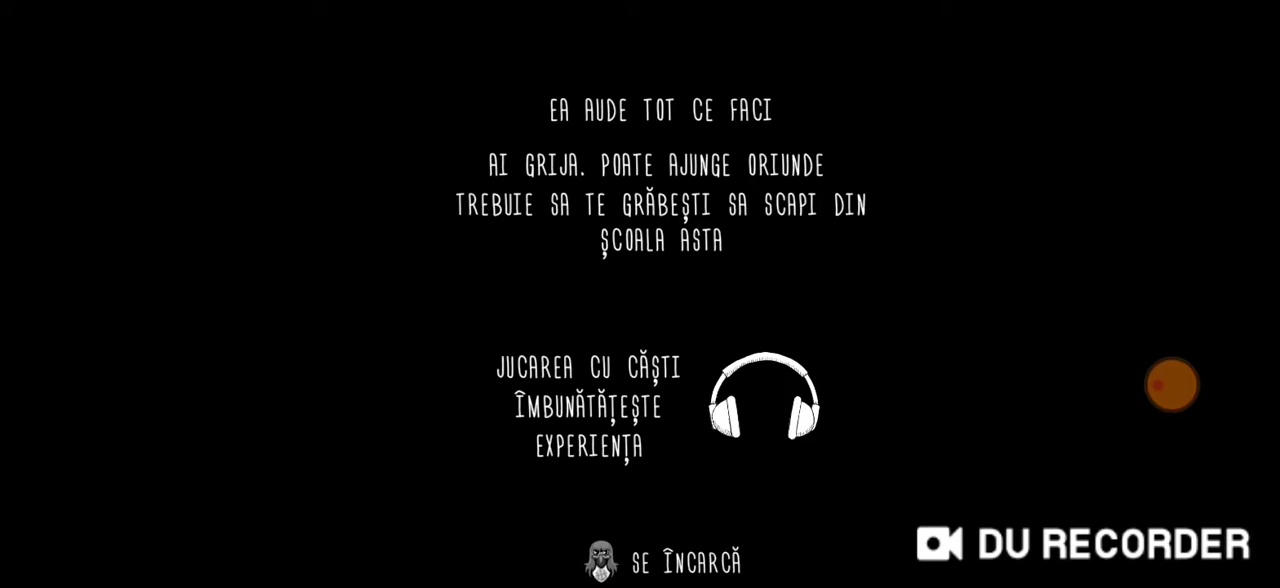 EA AUDE TOT CE FACI
AI GRIJA. POATE AJUNGE ORIUNDE
TREBUIE SA TE GRĂBEȘTI SA SCAPI DIN
ȘCOALA ASTA
JUCAREA CU CĂȘTI
ÎMBUNĂTĂȚEȘTE
EXPERIENȚA
SE ÎNCARCĂ
DU RECORDER